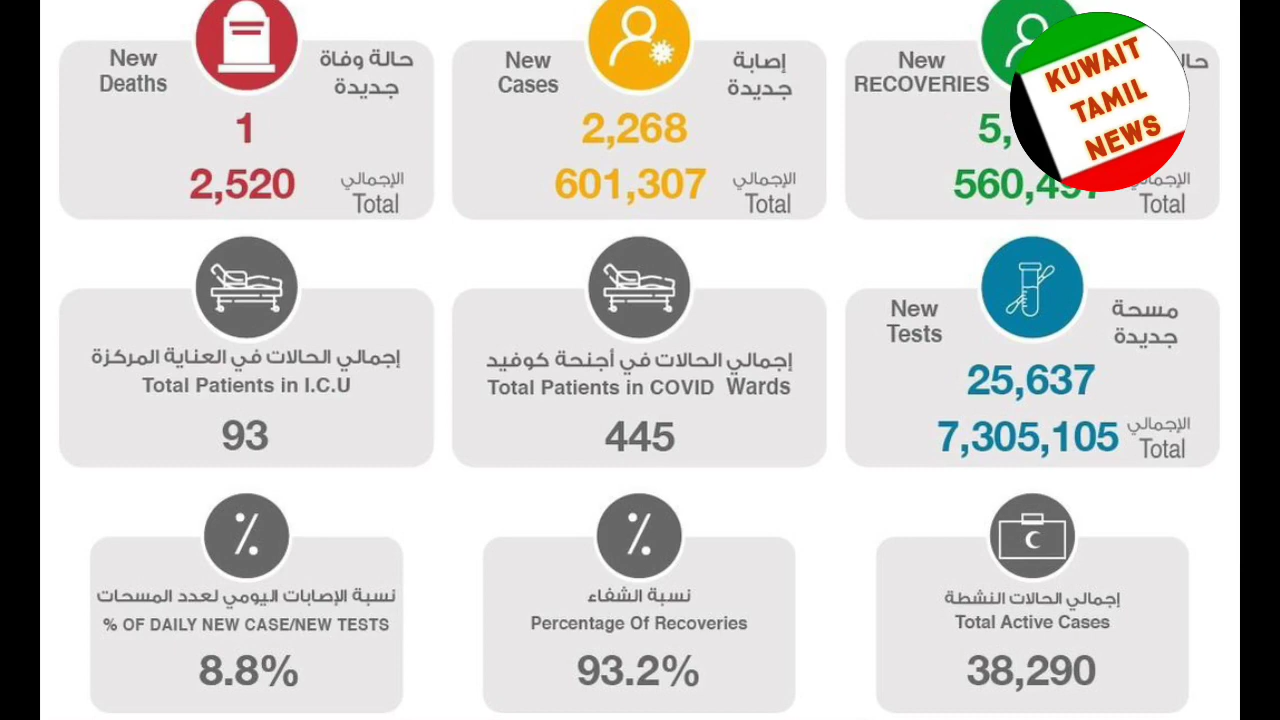 New
Deaths
حالة وفاة
جديدة
1
2,520
الإجمالي
Total
New
Cases
إصابة
جديدة
2,268
601,307
الإجمالي
Total
New
RECOVERIES
5,
560,4
الإجمالي
Total
KUWAIT
TAMIL
NEWS
إجمالي الحالات في العناية المركزة
Total Patients in I.C.U
93
إجمالي الحالات في أجنحة كوفيد
Total Patients in COVID Wards
445
New
Tests
مسحة
جديدة
25,637
7,305,105
الإجمالي
Total
نسبة الإصابات اليومي لعدد المسحات
% OF DAILY NEW CASE/NEW TESTS
8.8%
نسبة الشفاء
Percentage Of Recoveries
93.2%
إجمالي الحالات النشطة
Total Active Cases
38,290